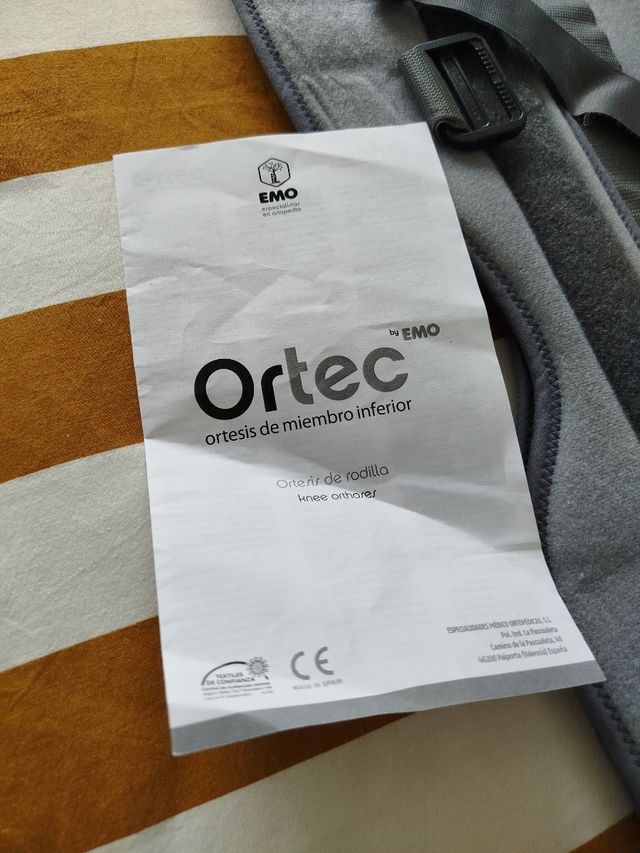 EMO
especialistas
en ortopedia
by EMO
Ortec
ortesis de miembro inferior
Ortesis de rodilla
knee orthoses
ESPECIALIDADES MÉDICO ORTOPÉDICAS, S.L.
Pol. Ind. La Pascualeta
Camino de la Pascualeta, 40
46200 Paiporta (Valencia) España
TEXTILES
DE CONFIANZA
CE
MADE IN SPAIN